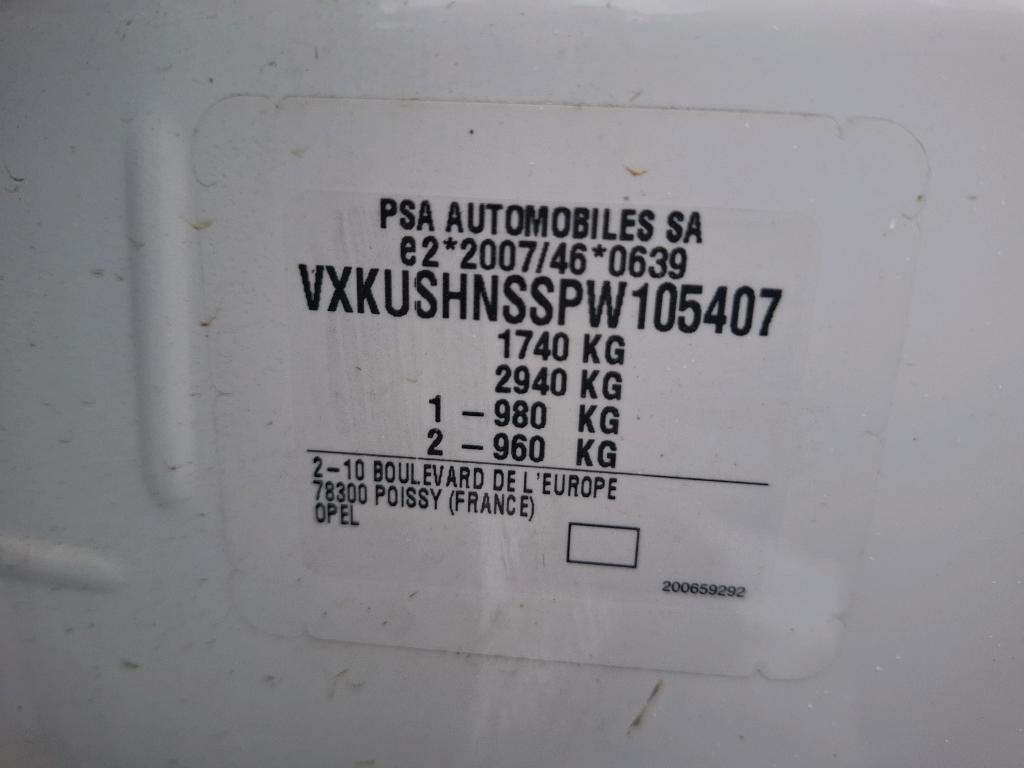 PSA AUTOMOBILES SA
e2*2007/46*0639
VXKUSHNSSPW105407
1740 KG
2940 KG
1 – 980 KG
2 – 960 KG
2–10 BOULEVARD DE L'EUROPE
78300 POISSY (FRANCE)
OPEL
200659292